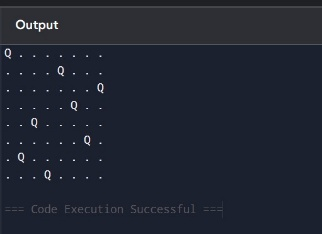 Output
Q . . . . . . .
. . . . Q . . .
. . . . . . . Q
. . . . . Q . .
. . Q . . . . .
. . . . . . Q .
. Q . . . . . .
. . . Q . . . .
=== Code Execution Successful ===